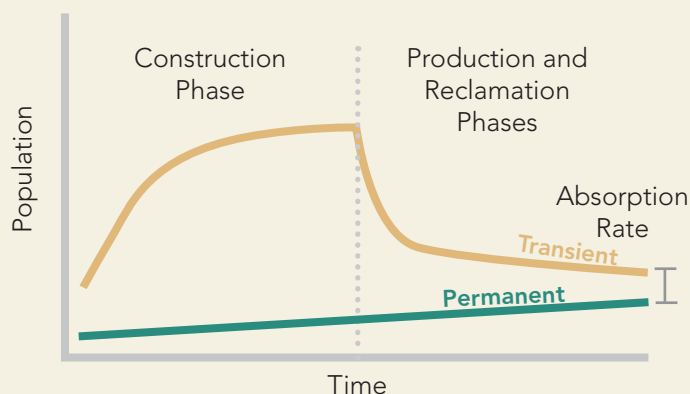 Construction
Phase
Production and
Reclamation
Phases
Population
Absorption
Rate
Transient
Permanent
Time